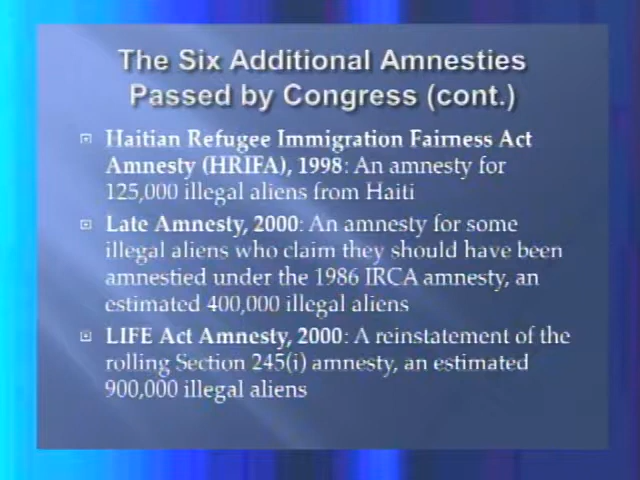 The Six Additional Amnesties
Passed by Congress (cont.)
Haitian Refugee Immigration Fairness Act
Amnesty (HRIFA), 1998: An amnesty for
125,000 illegal aliens from Haiti
Late Amnesty, 2000: An amnesty for some
illegal aliens who claim they should have been
amnestied under the 1986 IRCA amnesty, an
estimated 400,000 illegal aliens
LIFE Act Amnesty, 2000: A reinstatement of the
rolling Section 245(i) amnesty, an estimated
900,000 illegal aliens